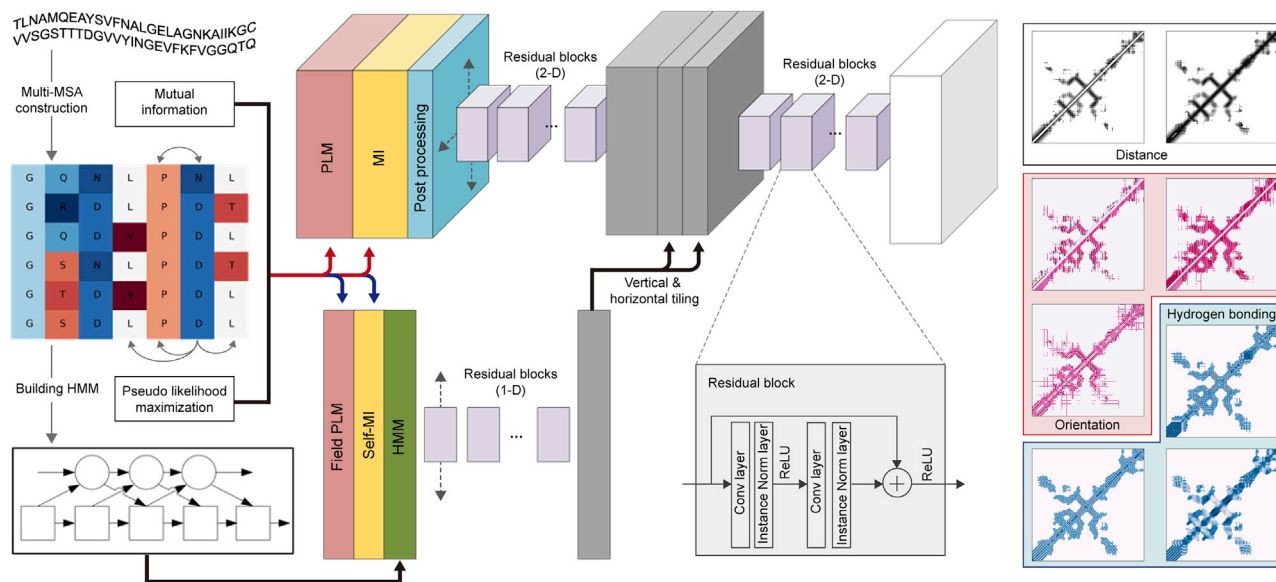 TLNAMQEAYSVFNALGELAGNKAIIKGC
VVSGSTTTDGVVYINGEVFKFVGGQTQ
Multi-MSA
construction
Mutual
information
G Q N L P N L
G R D L P D T
G Q D V P D L
G S N L P D T
G T D V P D L
G S D L P D L
Building HMM
Pseudo likelihood
maximization
PLM
MI
Post processing
Residual blocks
(2-D)
...
Field PLM
Self-MI
HMM
Residual blocks
(1-D)
...
Vertical &
horizontal tiling
Residual blocks
(2-D)
...
Residual block
Conv layer
Instance Norm layer
ReLU
Conv layer
Instance Norm layer
+
ReLU
Distance
Orientation
Hydrogen bonding